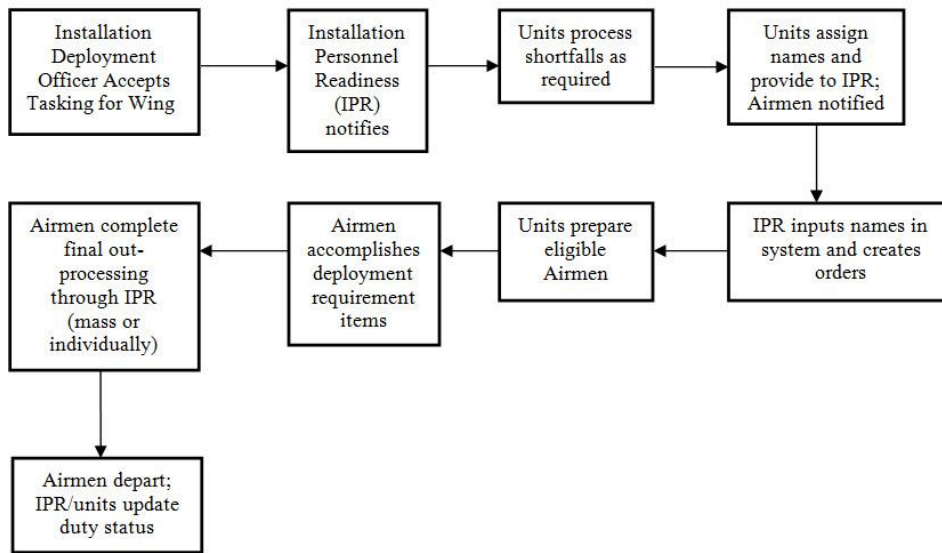 Installation
Deployment
Officer Accepts
Tasking for Wing
Installation
Personnel
Readiness
(IPR)
notifies
Units process
shortfalls as
required
Units assign
names and
provide to IPR;
Airmen notified
IPR inputs names in
system and creates
orders
Units prepare
eligible
Airmen
Airmen
accomplishes
deployment
requirement
items
Airmen complete
final out-
processing
through IPR
(mass or
individually)
Airmen depart;
IPR/units update
duty status